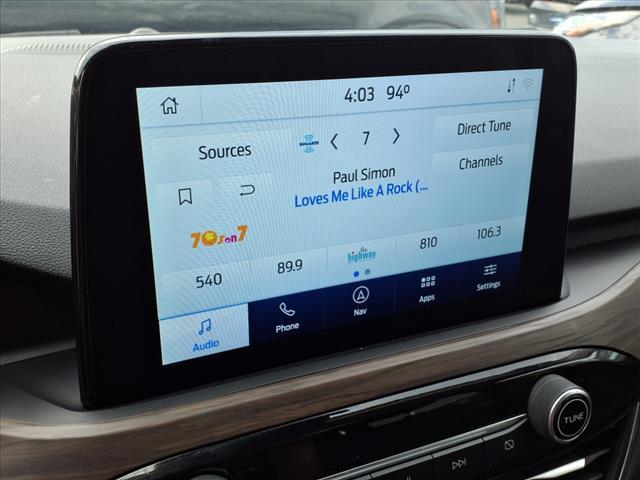 4:03 94°
Sources
siriusxm
7
Direct Tune
Paul Simon
Channels
Loves Me Like A Rock (...
70s on 7
540
89.9
the highway
810
106.3
Audio
Phone
Nav
Apps
Settings
TUNE